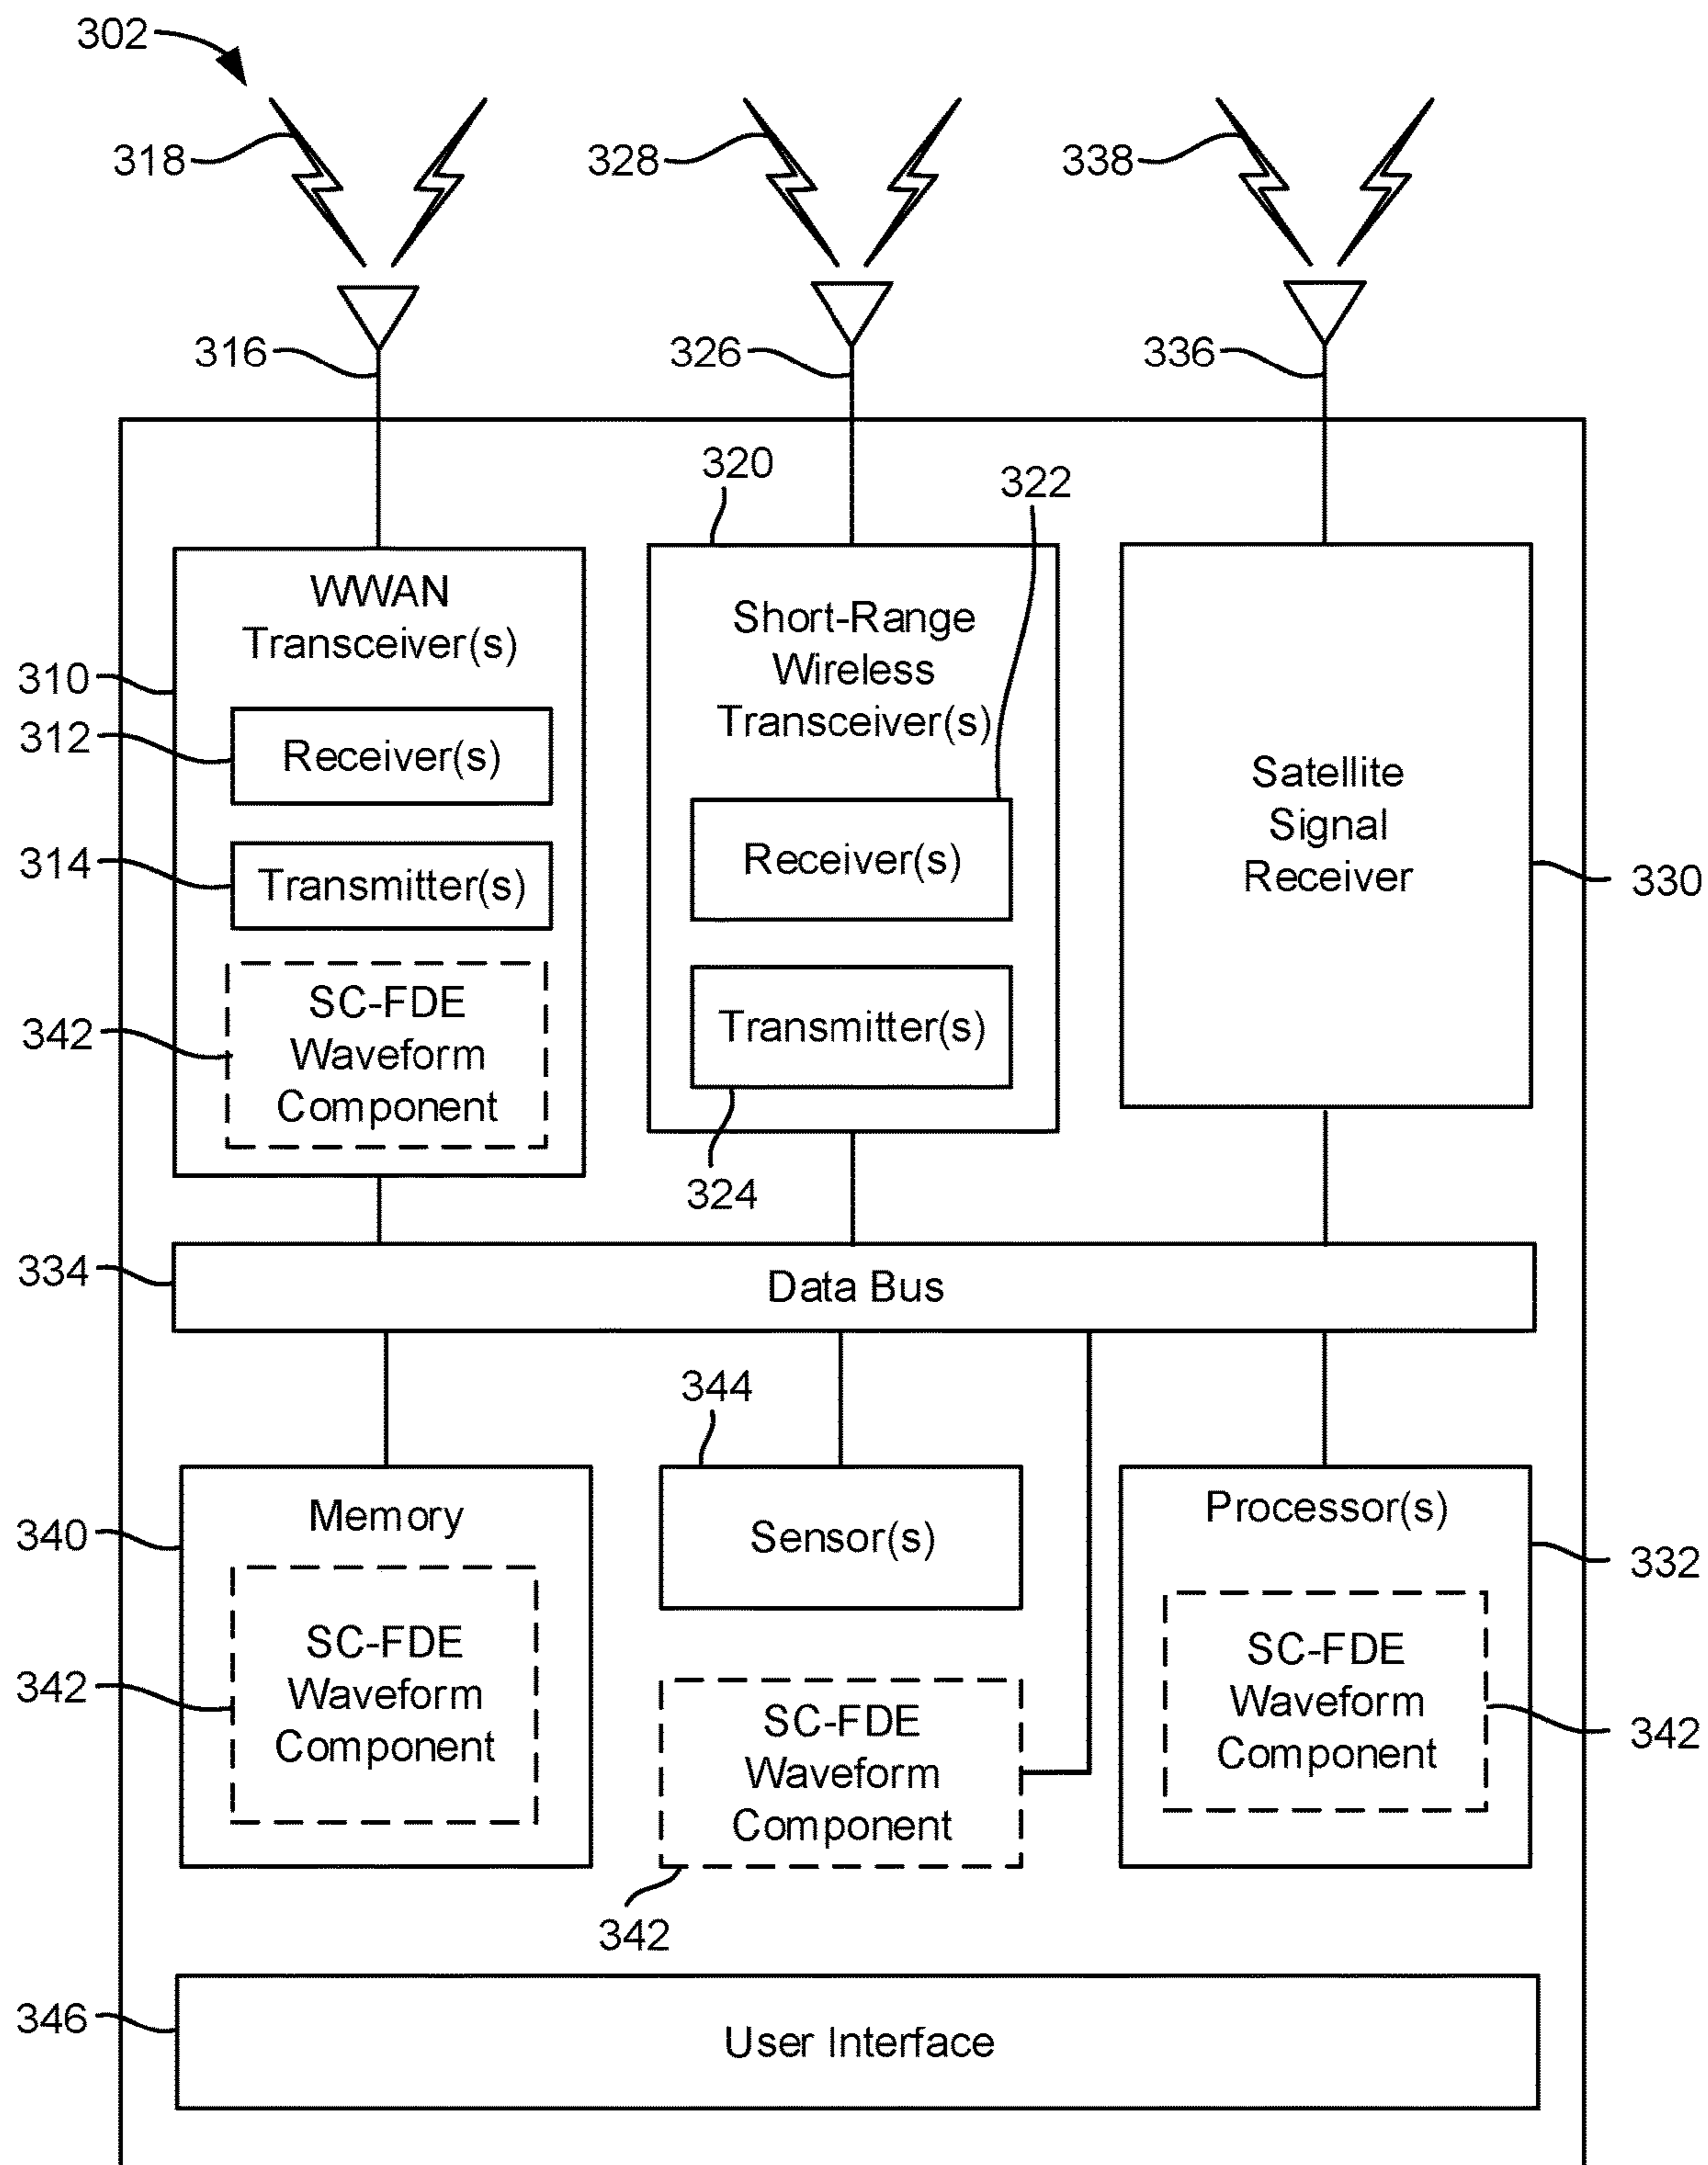 302
318
328
338
316
326
336
320
322
WWAN
Transceiver(s)
310
312
Receiver(s)
314
Transmitter(s)
342
SC-FDE
Waveform
Component
Short-Range
Wireless
Transceiver(s)
Receiver(s)
Transmitter(s)
324
Satellite
Signal
Receiver
330
334
Data Bus
344
340
Memory
342
SC-FDE
Waveform
Component
Sensor(s)
SC-FDE
Waveform
Component
342
Processor(s)
332
SC-FDE
Waveform
Component
342
346
User Interface